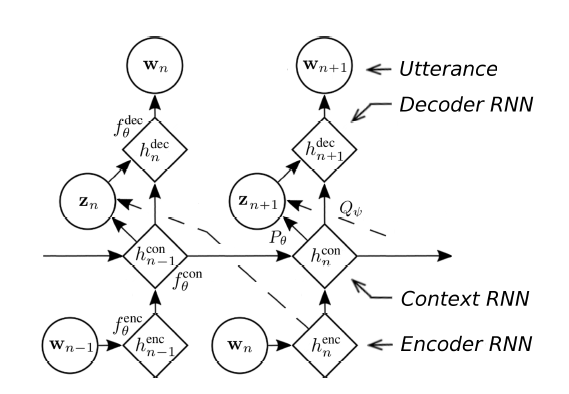 w_n
w_{n+1}
Utterance
Decoder RNN
f_θ^dec
h_n^dec
h_{n+1}^dec
z_n
z_{n+1}
Q_ψ
P_θ
h_{n-1}^con
h_n^con
f_θ^con
Context RNN
f_θ^enc
w_{n-1}
h_{n-1}^enc
w_n
h_n^enc
Encoder RNN